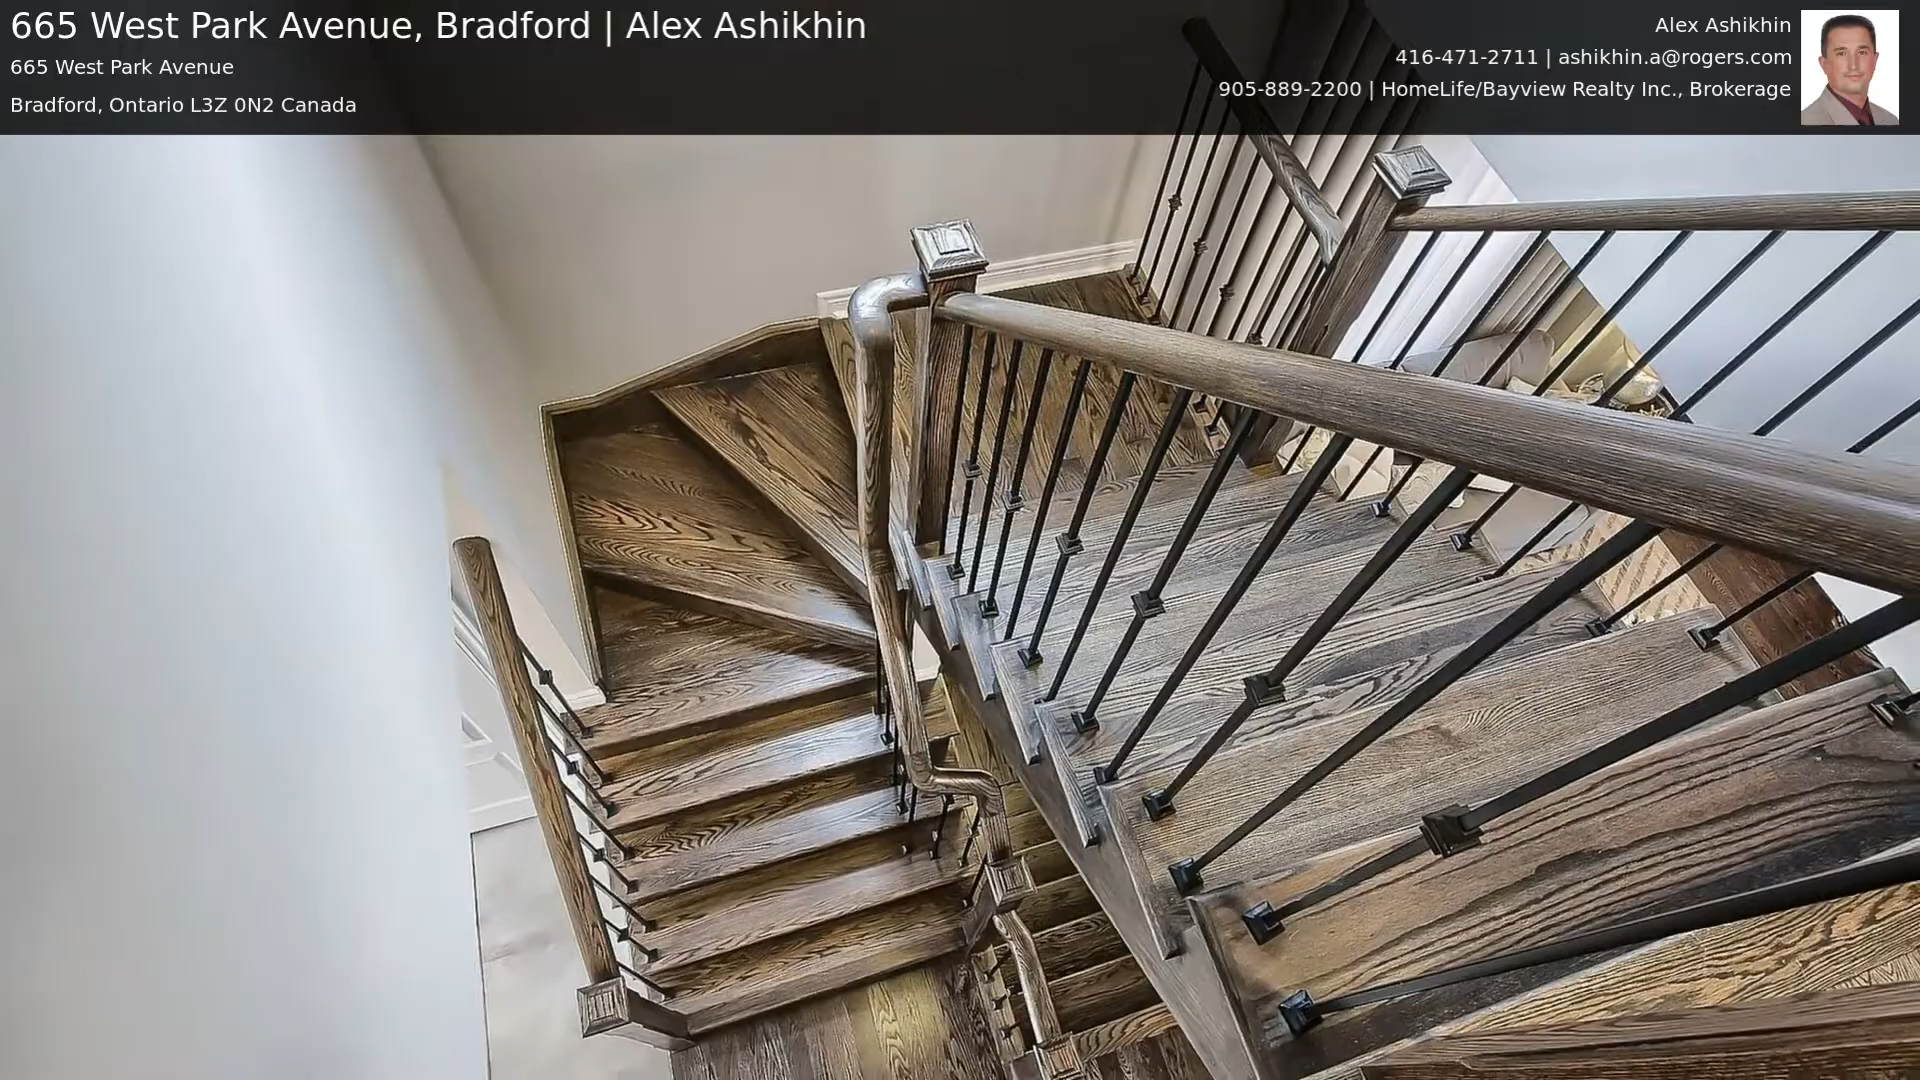 665 West Park Avenue, Bradford | Alex Ashikhin
665 West Park Avenue
Bradford, Ontario L3Z 0N2 Canada
Alex Ashikhin
416-471-2711 | ashikhin.a@rogers.com
905-889-2200 | HomeLife/Bayview Realty Inc., Brokerage